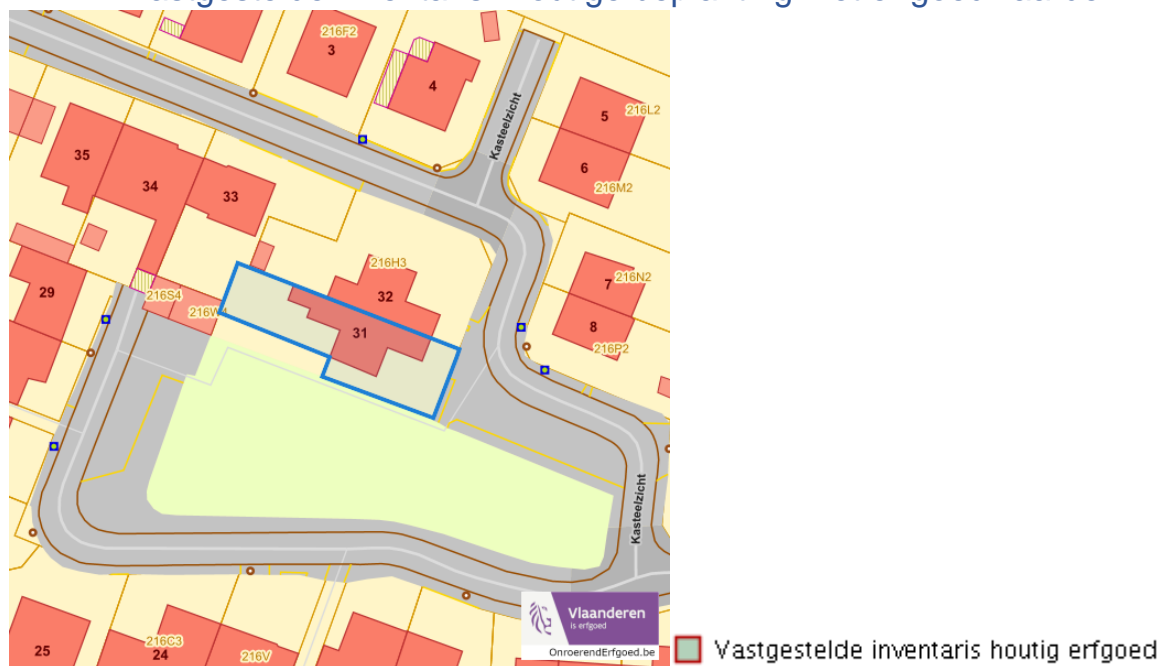 216F2
3
4
5
216L2
6
216M2
Kasteelzicht
35
34
33
216H3
32
7
216N2
29
216S4
31
8
216P2
Kasteelzicht
Vlaanderen
is erfgoed
OnroerendErfgoed.be
25
216C3
24
216V
Vastgestelde inventaris houtig erfgoed